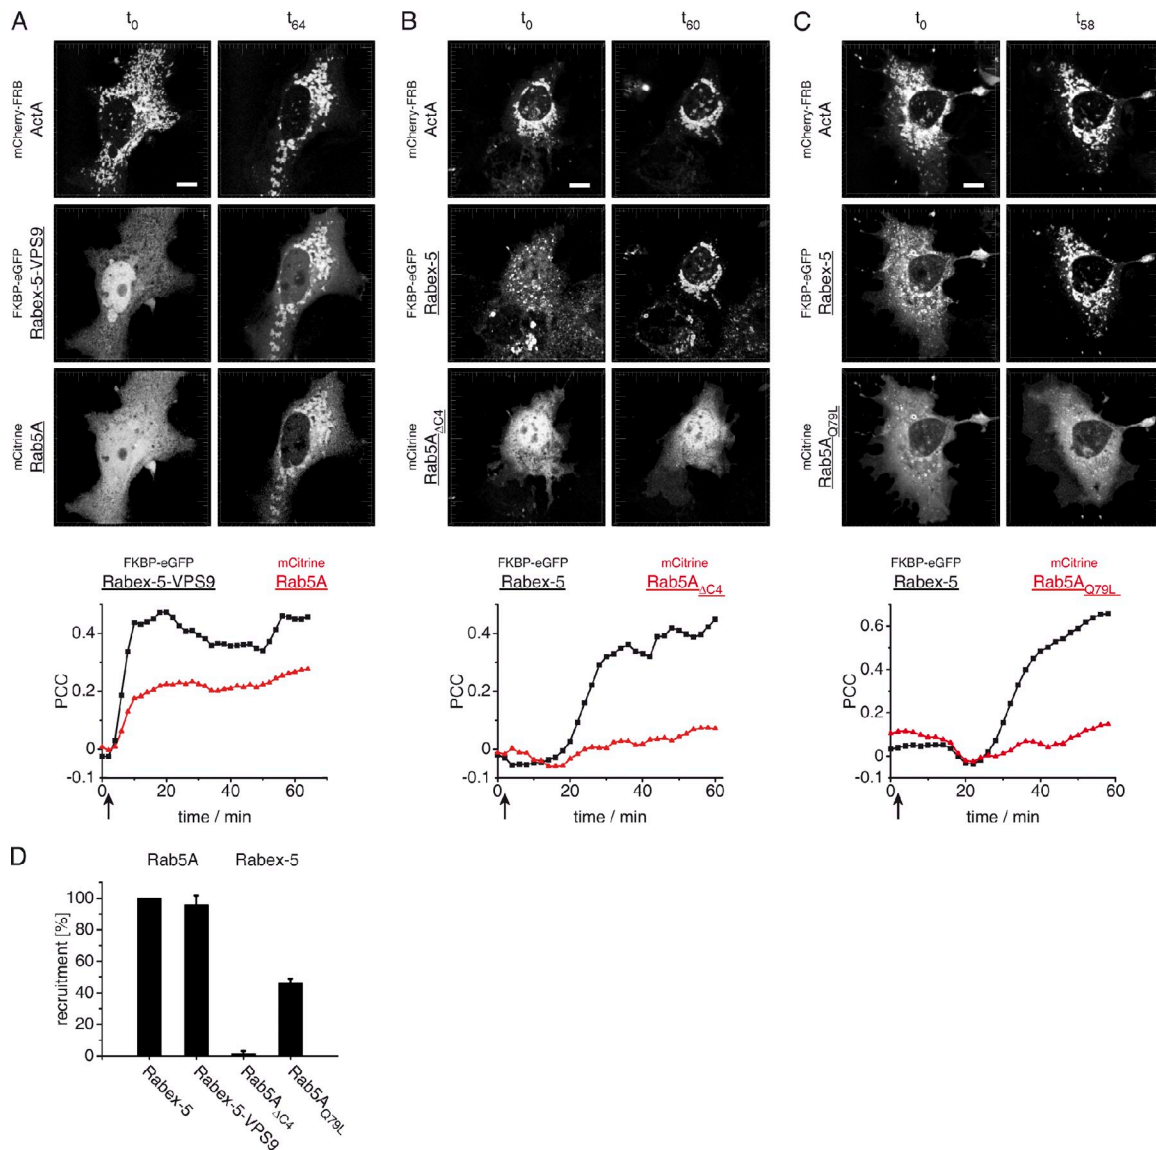 A
t0
t64
B
t0
t60
C
t0
t58
mCherry-FRB
ActA
FKBP-eGFP
Rabex-5-VPS9
mCitrine
Rab5A
mCherry-FRB
ActA
FKBP-eGFP
Rabex-5
mCitrine
Rab5AΔC4
mCherry-FRB
ActA
FKBP-eGFP
Rabex-5
mCitrine
Rab5AQ79L
FKBP-eGFP
Rabex-5-VPS9
mCitrine
Rab5A
PCC
0.4
0.2
0
-0.1
0 20 40 60
time / min
FKBP-eGFP
Rabex-5
mCitrine
Rab5AΔC4
PCC
0.4
0.2
0
-0.1
0 20 40 60
time / min
FKBP-eGFP
Rabex-5
mCitrine
Rab5AQ79L
PCC
0.6
0.4
0.2
0
-0.1
0 20 40 60
time / min
D
Rab5A Rabex-5
recruitment [%]
100
80
60
40
20
0
Rabex-5
Rabex-5-VPS9
Rab5AΔC4
Rab5AQ79L